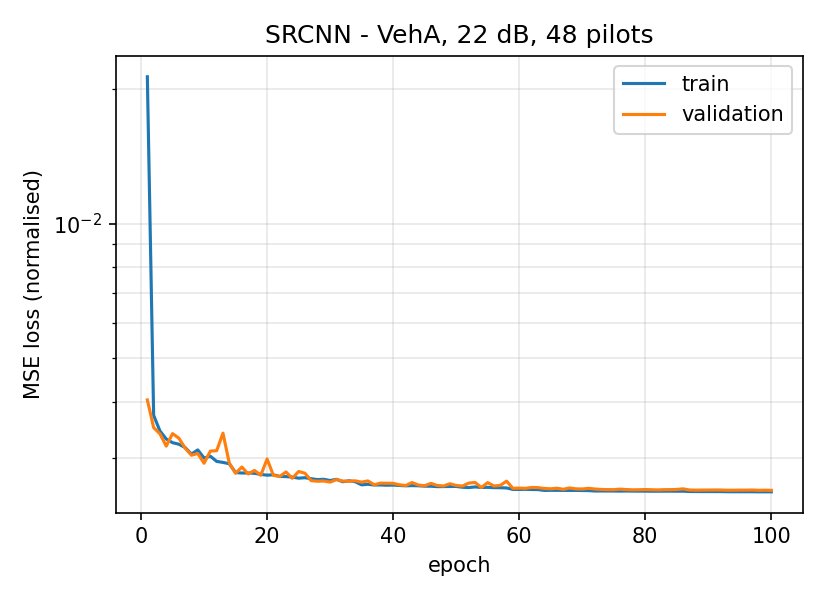 SRCNN - VehA, 22 dB, 48 pilots
train
validation
MSE loss (normalised)
10⁻²
0 20 40 60 80 100
epoch